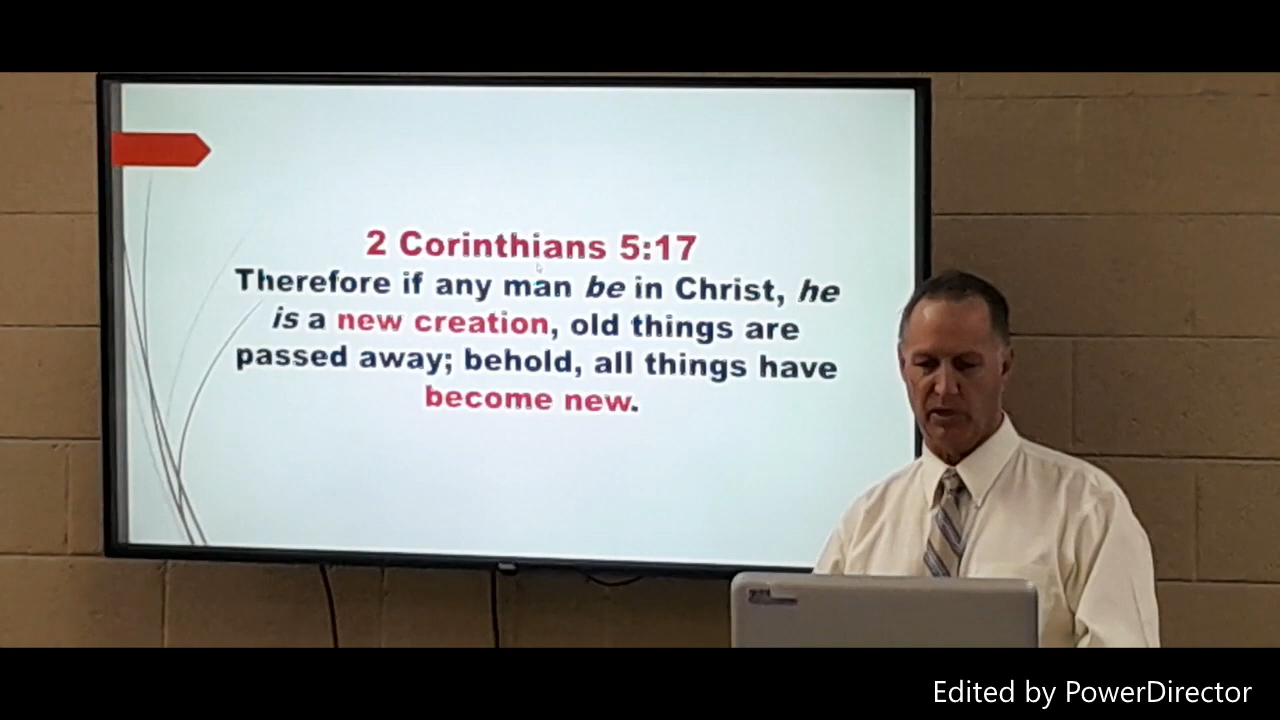 2 Corinthians 5:17
Therefore if any man be in Christ, he
is a new creation, old things are
passed away; behold, all things have
become new.
Edited by PowerDirector